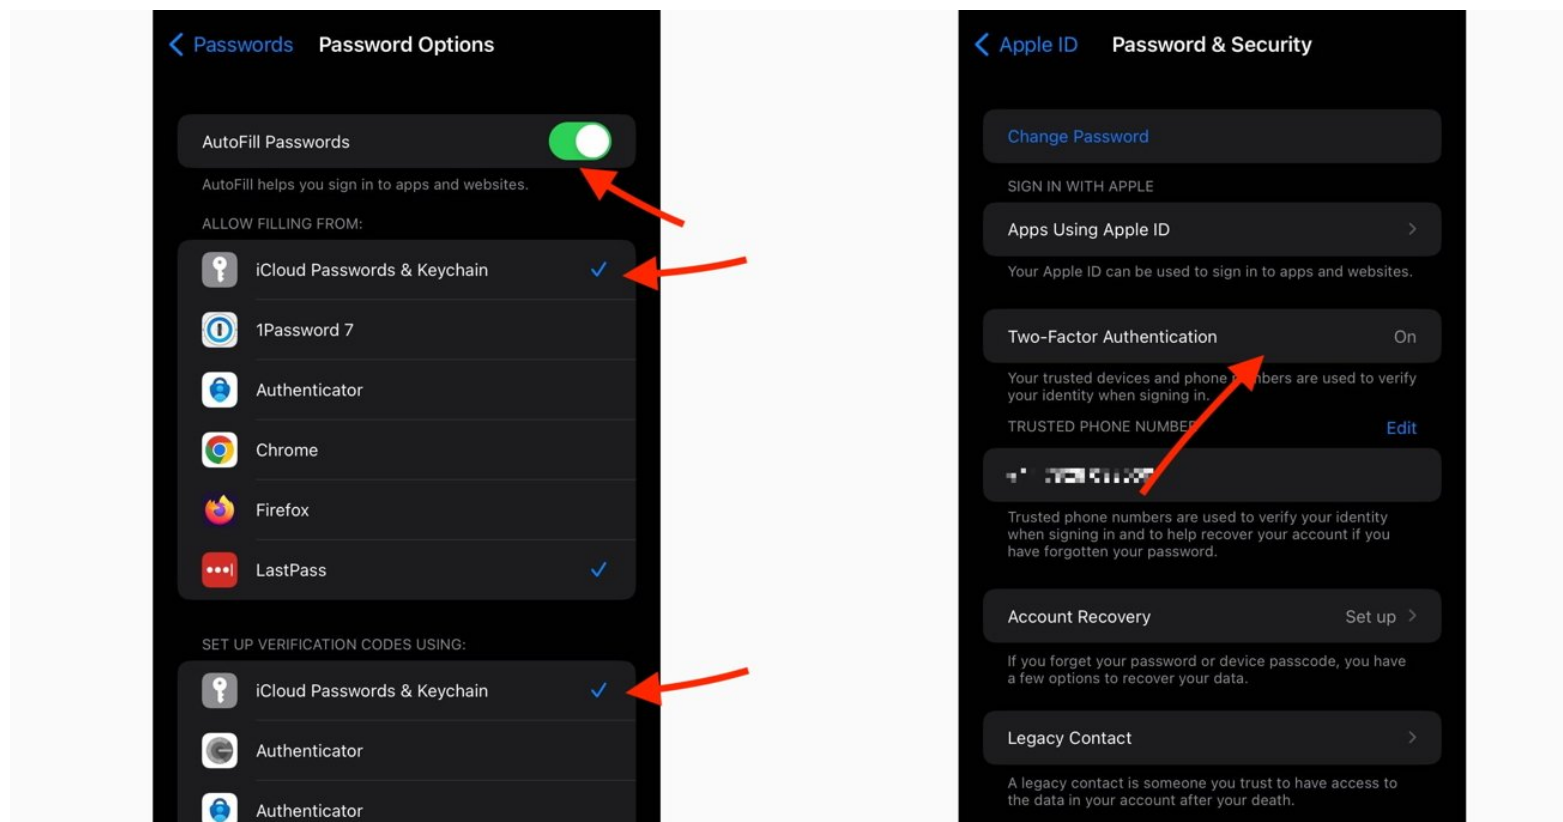 Passwords
Password Options
AutoFill Passwords
AutoFill helps you sign in to apps and websites.
ALLOW FILLING FROM:
iCloud Passwords & Keychain
1Password 7
Authenticator
Chrome
Firefox
LastPass
SET UP VERIFICATION CODES USING:
iCloud Passwords & Keychain
Authenticator
Authenticator
Apple ID
Password & Security
Change Password
SIGN IN WITH APPLE
Apps Using Apple ID
Your Apple ID can be used to sign in to apps and websites.
Two-Factor Authentication
On
Your trusted devices and phone numbers are used to verify
your identity when signing in.
TRUSTED PHONE NUMBER
Edit
Trusted phone numbers are used to verify your identity
when signing in and to help recover your account if you
have forgotten your password.
Account Recovery
Set up
If you forget your password or device passcode, you have
a few options to recover your data.
Legacy Contact
A legacy contact is someone you trust to have access to
the data in your account after your death.